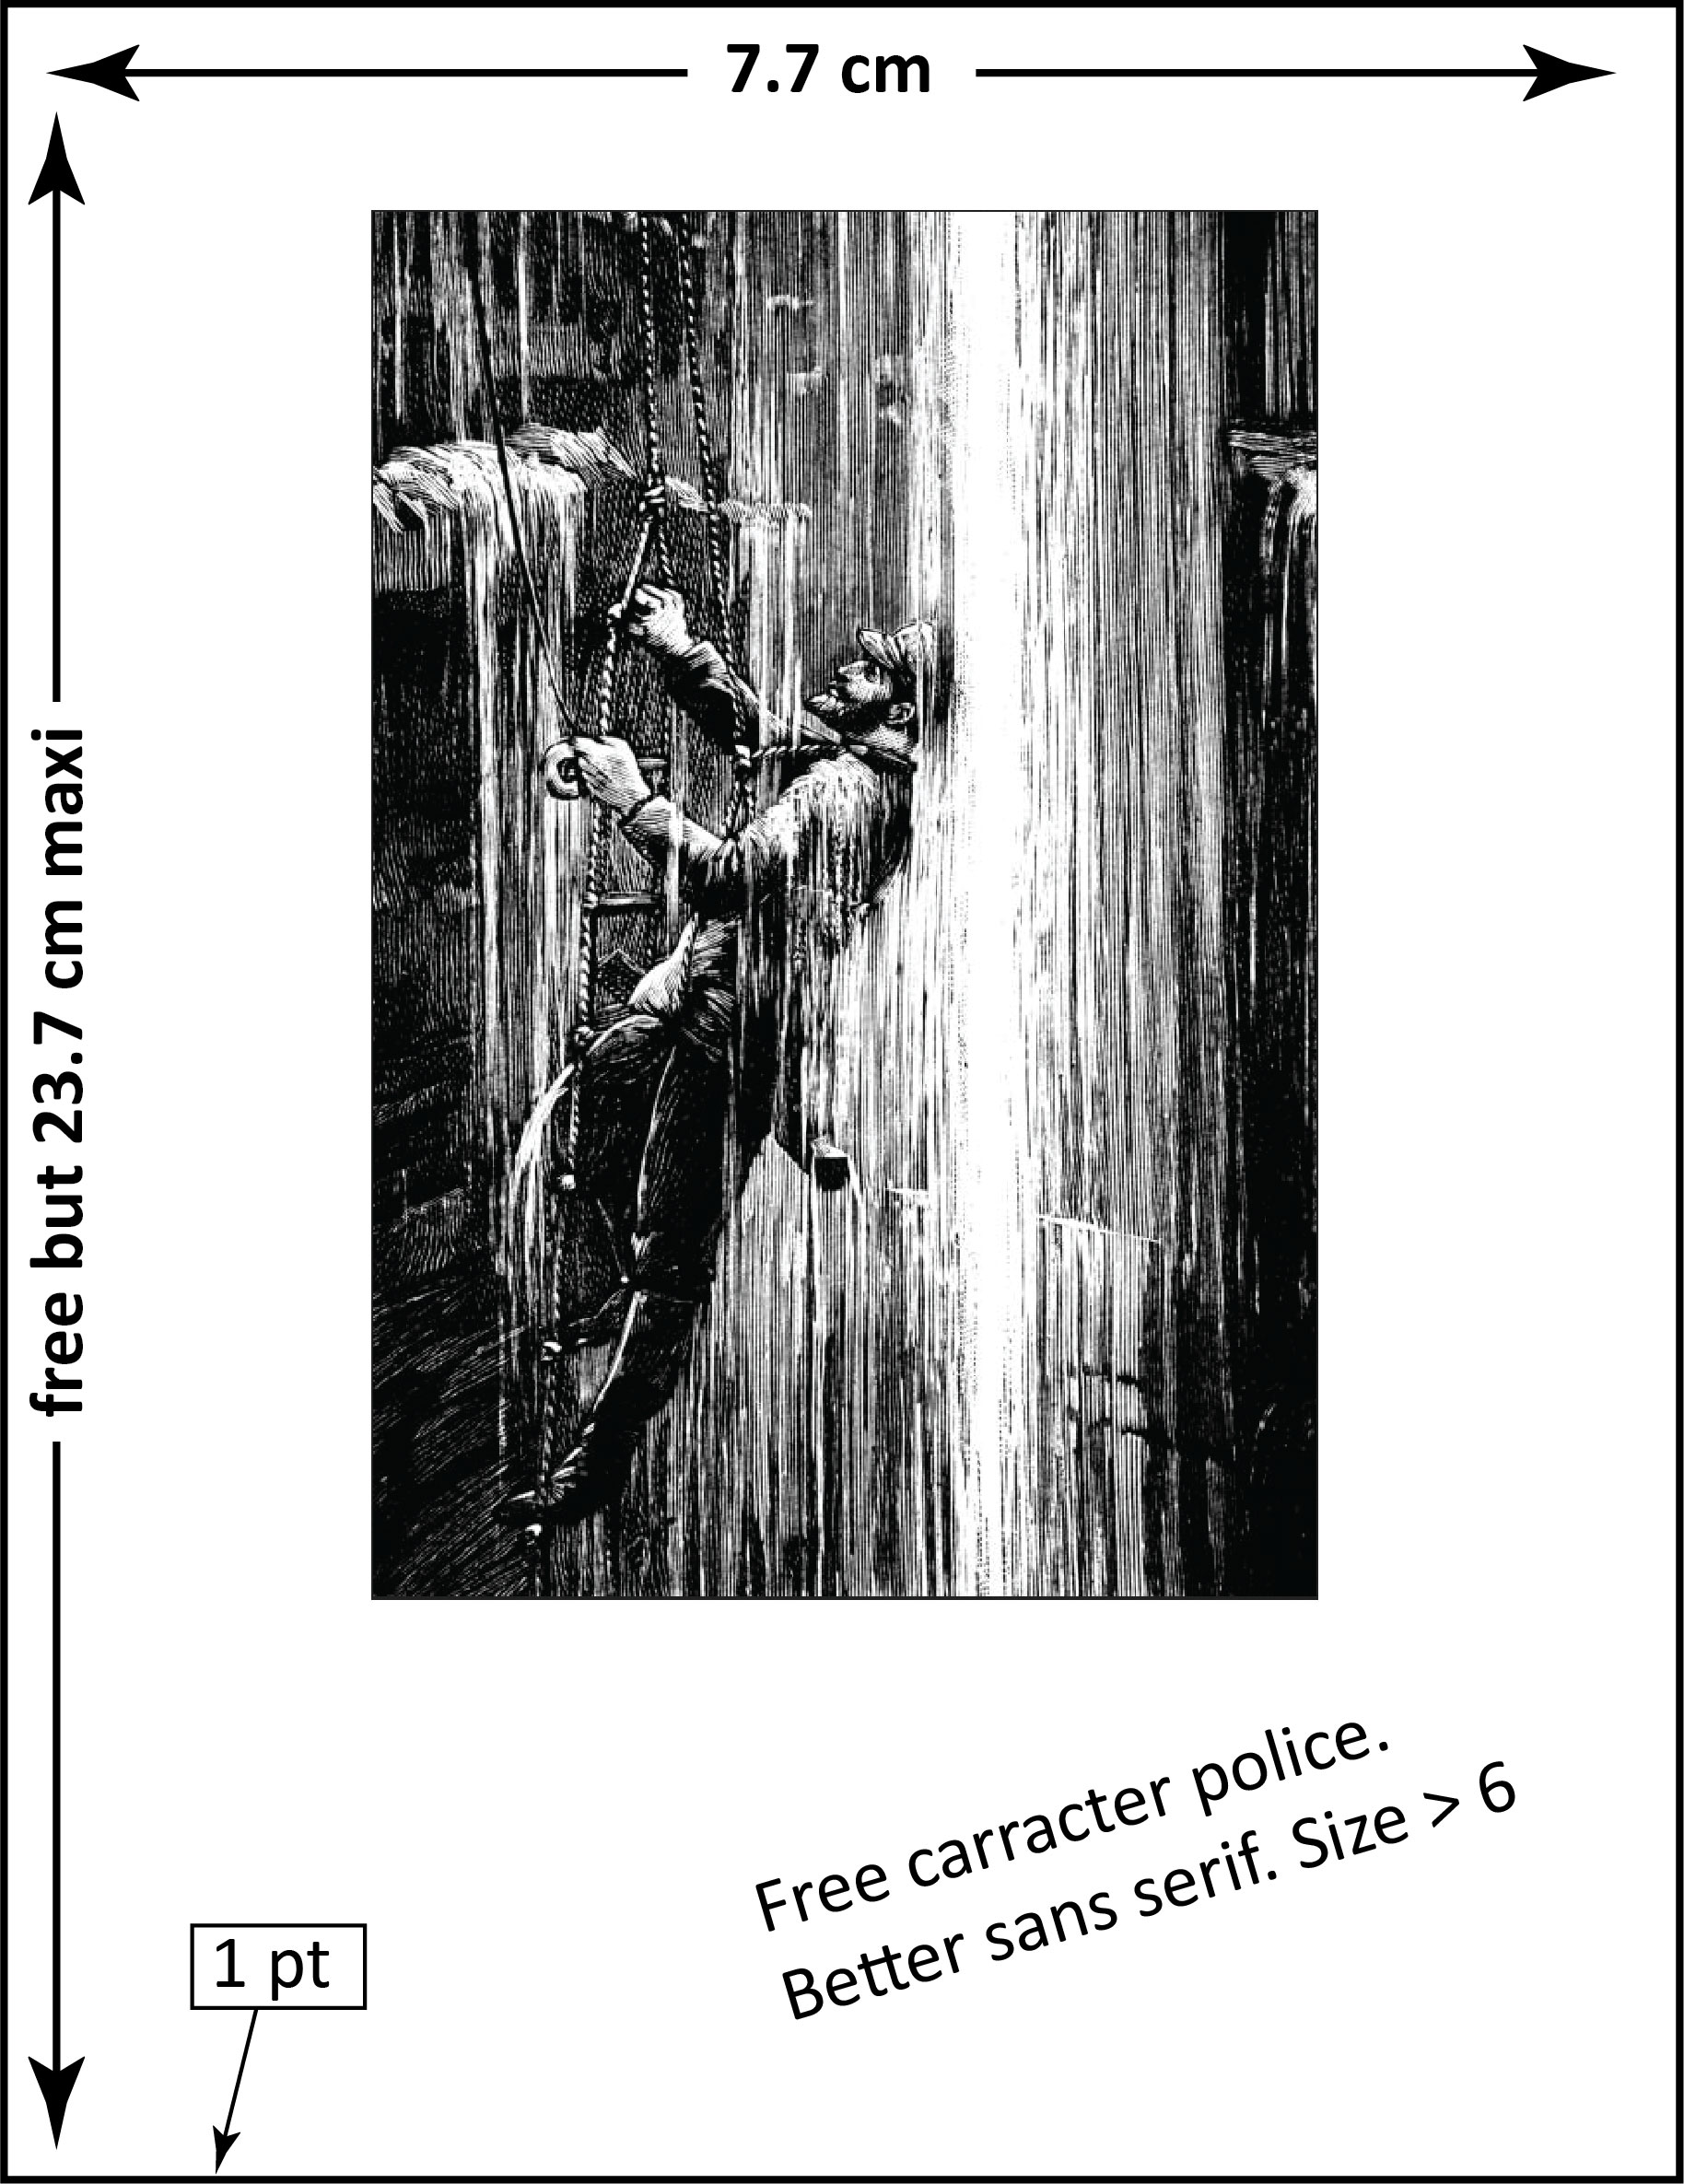 7.7 cm
free but 23.7 cm maxi
Free carracter police.
Better sans serif. Size > 6
1 pt